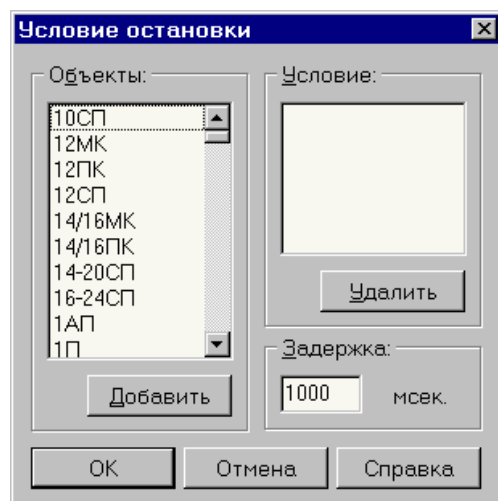 Условие остановки
Объекты:
10СП
12МК
12ПК
12СП
14/16МК
14/16ПК
14-20СП
16-24СП
1АП
1П
Добавить
Условие:
Удалить
Задержка:
1000 мсек.
ОК Отмена Справка